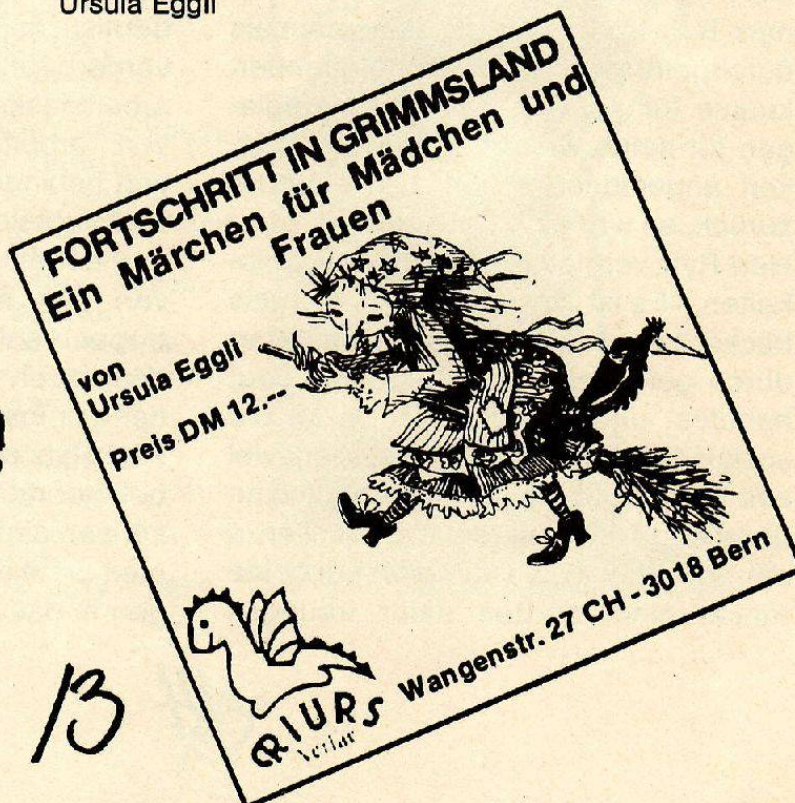 Ursula Eggli
FORTSCHRITT IN GRIMMSLAND
Ein Märchen für Mädchen und
Frauen
von
Ursula Eggli
Preis DM 12.--
RIURS
Verlag
Wangenstr. 27 CH - 3018 Bern
13